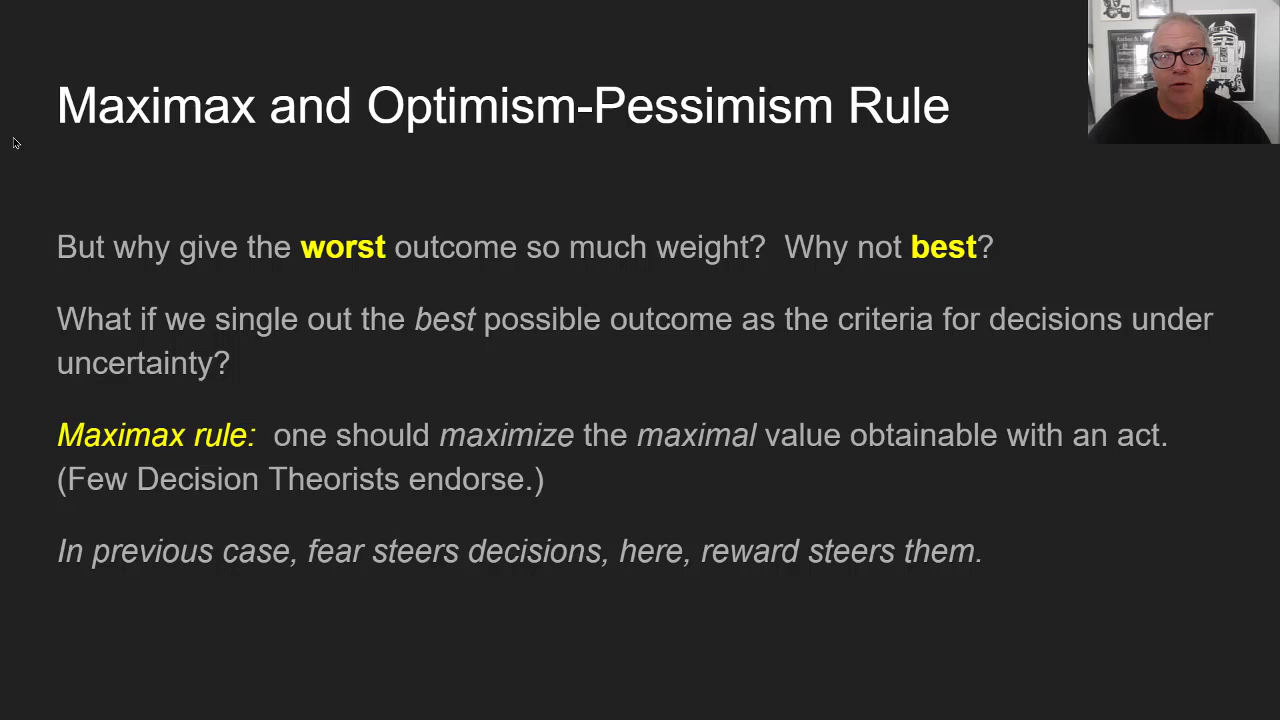 Maximax and Optimism-Pessimism Rule
But why give the worst outcome so much weight?  Why not best?
What if we single out the best possible outcome as the criteria for decisions under
uncertainty?
Maximax rule:  one should maximize the maximal value obtainable with an act.
(Few Decision Theorists endorse.)
In previous case, fear steers decisions, here, reward steers them.